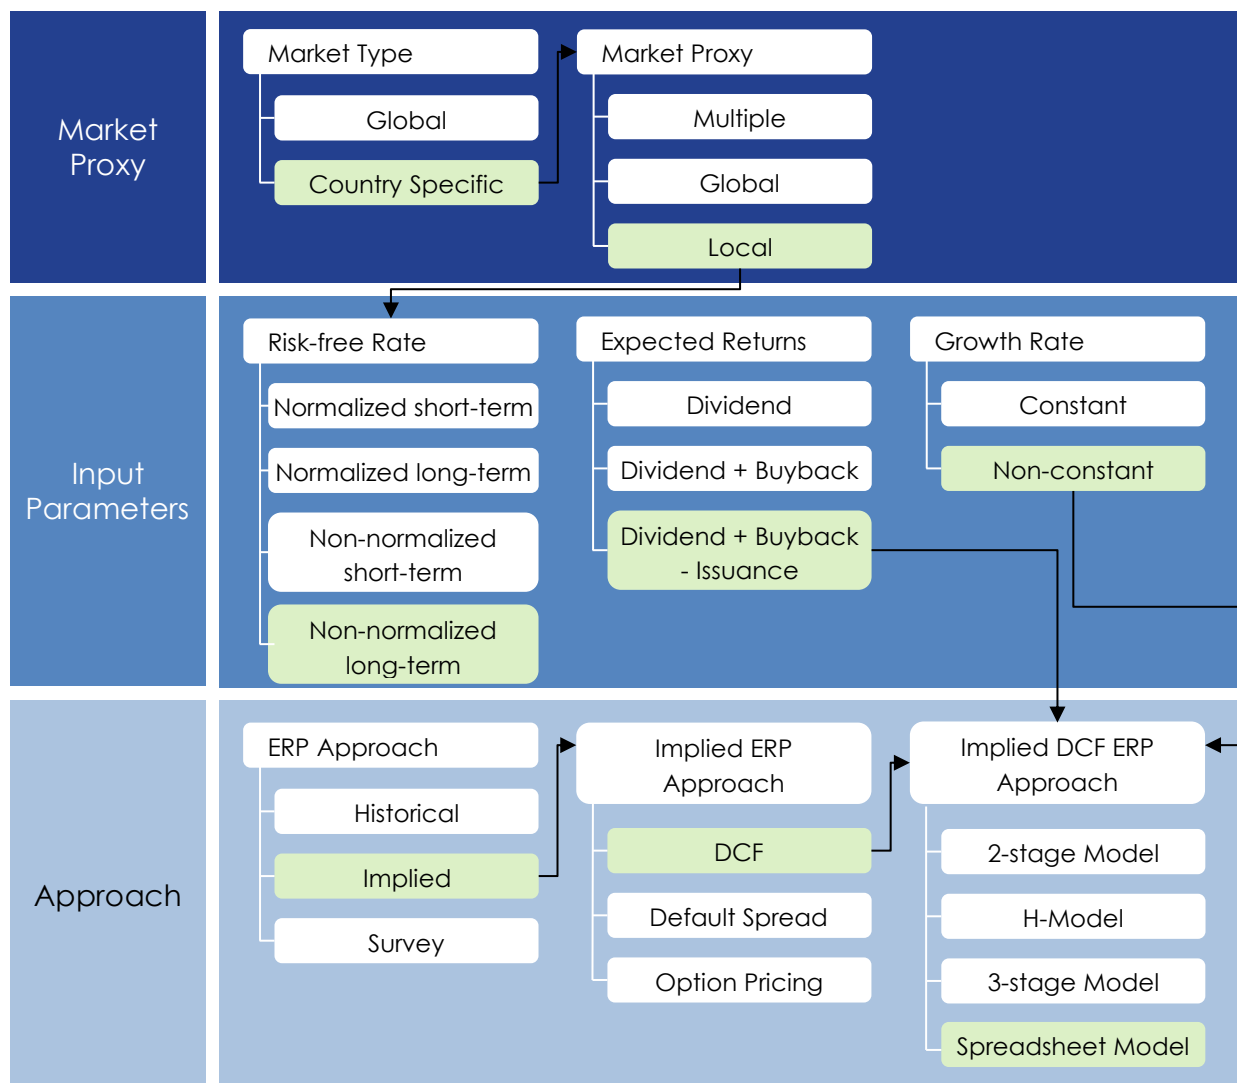 Market
Proxy
Market Type
Global
Country Specific
Market Proxy
Multiple
Global
Local
Input
Parameters
Risk-free Rate
Normalized short-term
Normalized long-term
Non-normalized
short-term
Non-normalized
long-term
Expected Returns
Dividend
Dividend + Buyback
Dividend + Buyback
- Issuance
Growth Rate
Constant
Non-constant
Approach
ERP Approach
Historical
Implied
Survey
Implied ERP
Approach
DCF
Default Spread
Option Pricing
Implied DCF ERP
Approach
2-stage Model
H-Model
3-stage Model
Spreadsheet Model